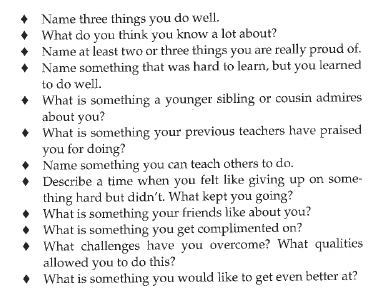 ♦ Name three things you do well.
♦ What do you think you know a lot about?
♦ Name at least two or three things you are really proud of.
♦ Name something that was hard to learn, but you learned
to do well.
♦ What is something a younger sibling or cousin admires
about you?
♦ What is something your previous teachers have praised
you for doing?
♦ Name something you can teach others to do.
♦ Describe a time when you felt like giving up on some-
thing hard but didn't. What kept you going?
♦ What is something your friends like about you?
♦ What is something you get complimented on?
♦ What challenges have you overcome? What qualities
allowed you to do this?
♦ What is something you would like to get even better at?